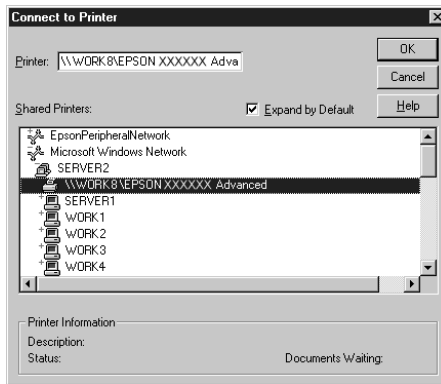 Connect to Printer
Printer: \\WORK8\EPSON XXXXXX Adva
OK
Cancel
Help
Shared Printers:
Expand by Default
EpsonPeripheralNetwork
Microsoft Windows Network
SERVER2
\\WORK8\EPSON XXXXXX Advanced
SERVER1
WORK1
WORK2
WORK3
WORK4
Printer Information
Description:
Status:
Documents Waiting: